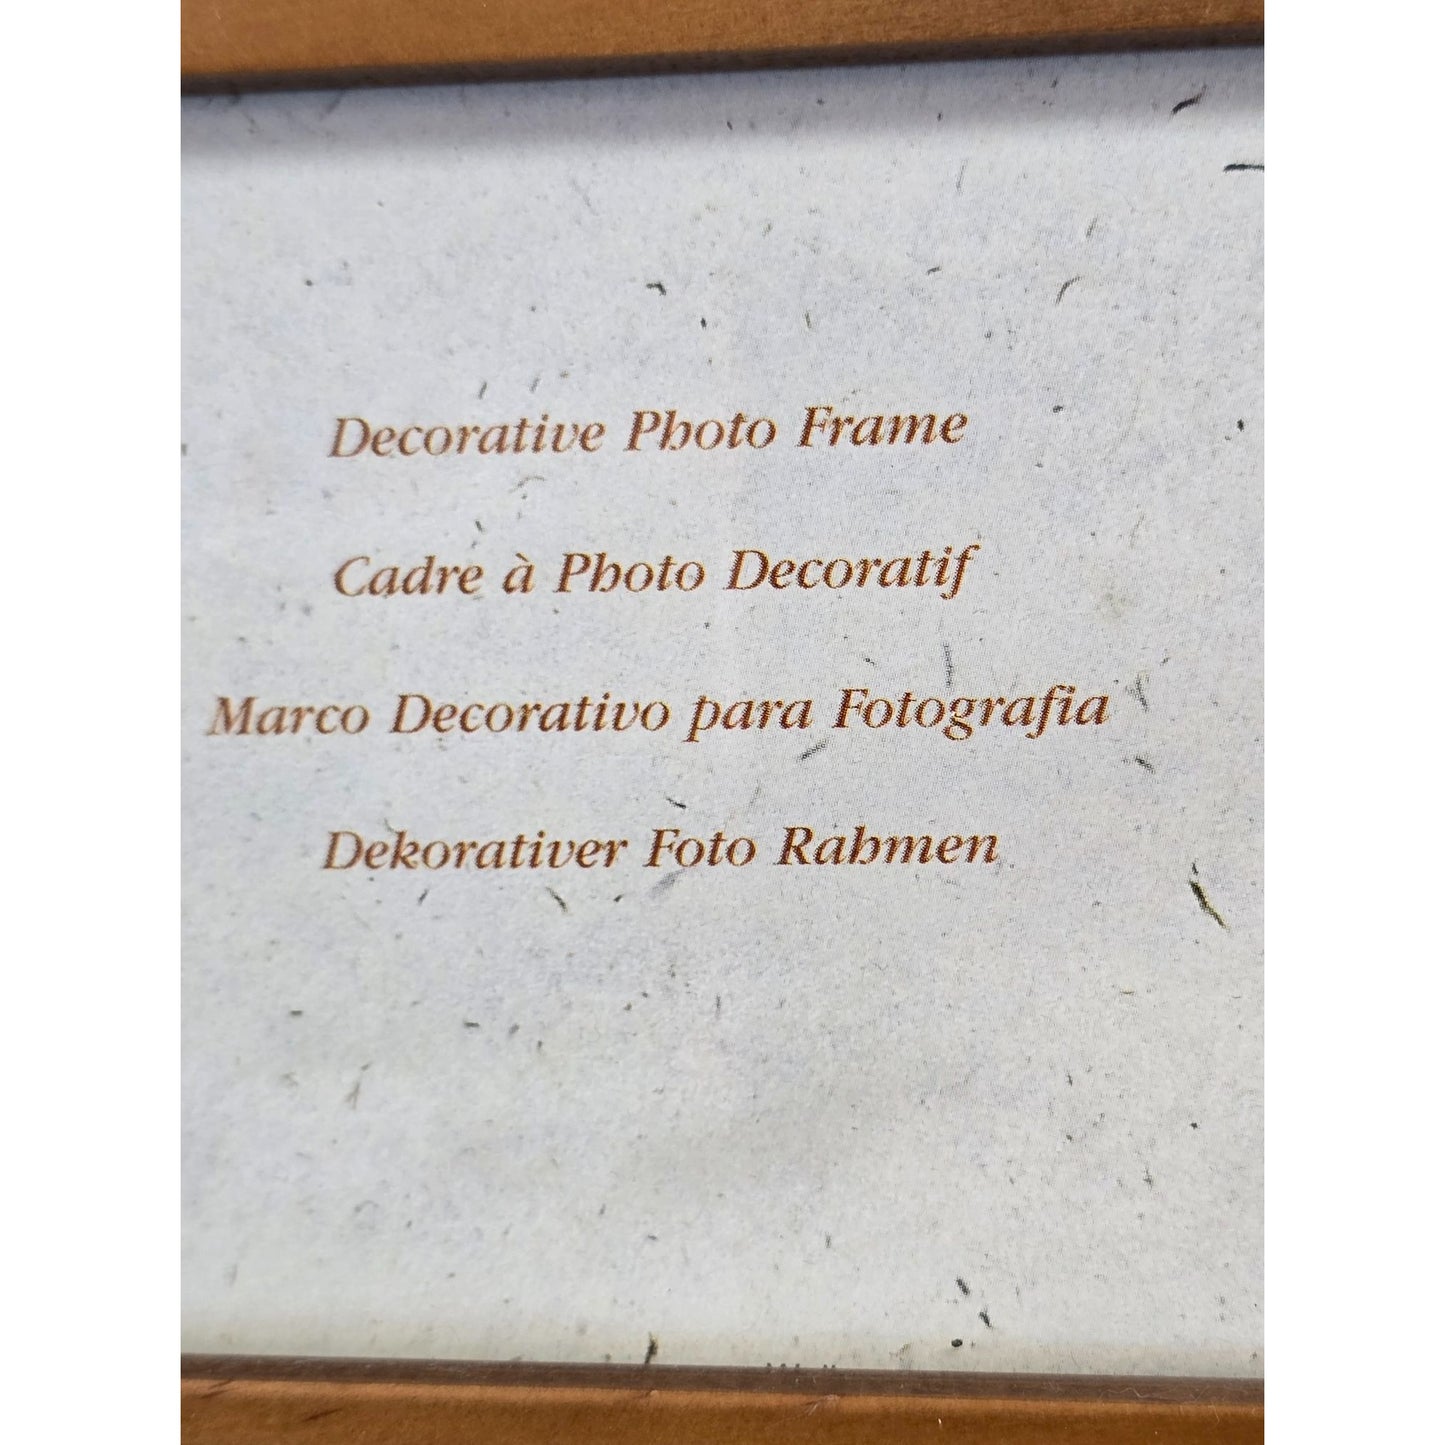 Decorative Photo Frame
Cadre à Photo Decoratif
Marco Decorativo para Fotografia
Dekorativer Foto Rahmen